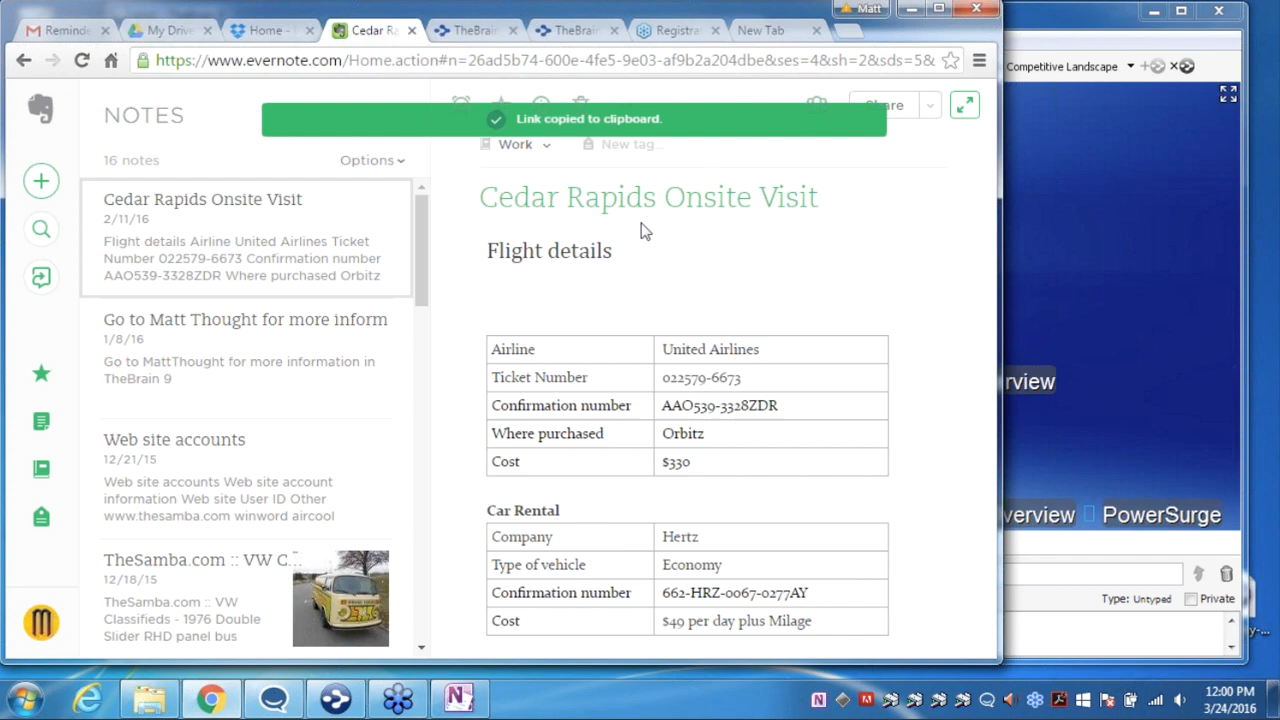 Matt
Reminde
My Drive
Home -
Cedar Ra
TheBrain
TheBrain
Registra
New Tab
https://www.evernote.com/Home.action#n=26ad5b74-600e-4fe5-9e03-af9b2a204dbe&ses=4&sh=2&sds=5&
Competitive Landscape
NOTES
Share
Link copied to clipboard.
Work
New tag...
16 notes
Options
Cedar Rapids Onsite Visit
2/11/16
Flight details Airline United Airlines Ticket
Number 022579-6673 Confirmation number
AAO539-3328ZDR Where purchased Orbitz
Go to Matt Thought for more inform
1/8/16
Go to MattThought for more information in
TheBrain 9
Web site accounts
12/21/15
Web site accounts Web site account
information Web site User ID Other
www.thesamba.com winword aircool
TheSamba.com :: VW C...
12/18/15
TheSamba.com :: VW
Classifieds - 1976 Double
Slider RHD panel bus
Cedar Rapids Onsite Visit
Flight details
Airline United Airlines
Ticket Number 022579-6673
Confirmation number AAO539-3328ZDR
Where purchased Orbitz
Cost $330
Car Rental
Company Hertz
Type of vehicle Economy
Confirmation number 662-HRZ-0067-0277AY
Cost $49 per day plus Milage
rview
verview PowerSurge
Type: Untyped Private
12:00 PM
3/24/2016